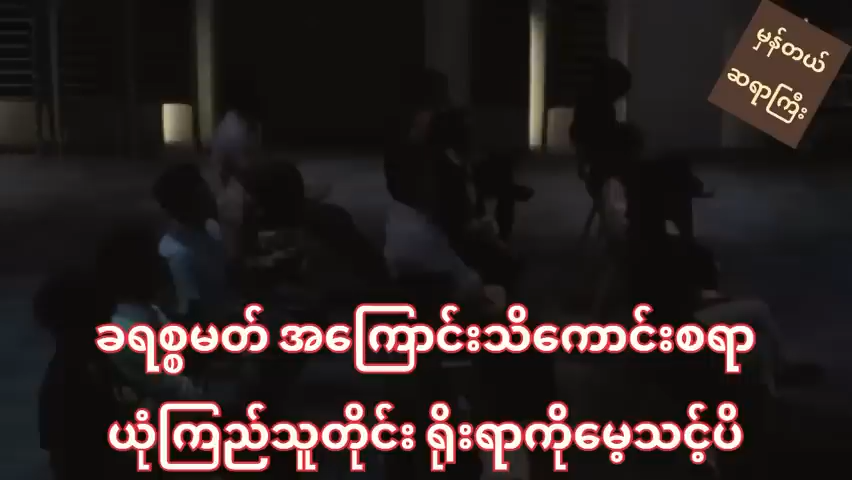 မှန်တယ်
ဆရာကြီး
ခရစ္စမတ် အကြောင်းသိကောင်းစရာ
ယုံကြည်သူတိုင်း ရိုးရာကိုမေ့သင့်ပိ